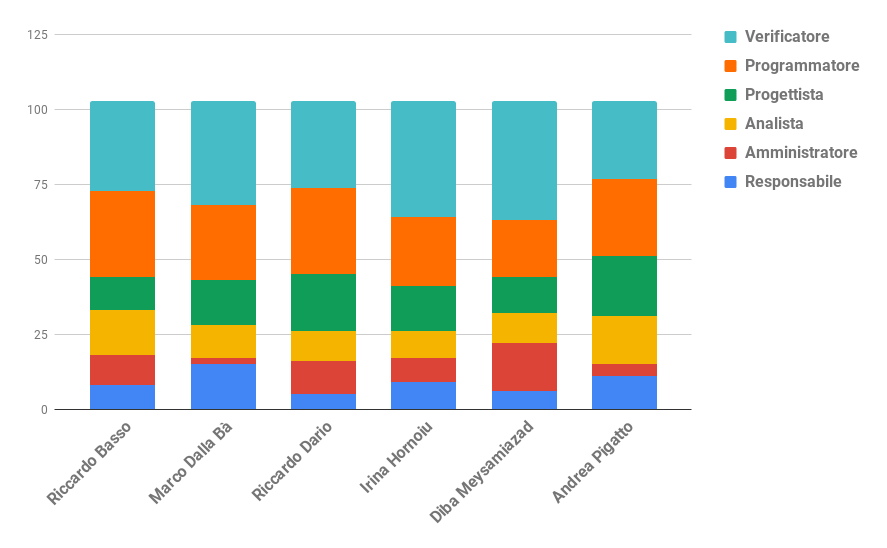 125
100
75
50
25
0
Riccardo Basso
Marco Dalla Bà
Riccardo Dario
Irina Hornoiu
Diba Meysamiazad
Andrea Pigatto
Verificatore
Programmatore
Progettista
Analista
Amministratore
Responsabile